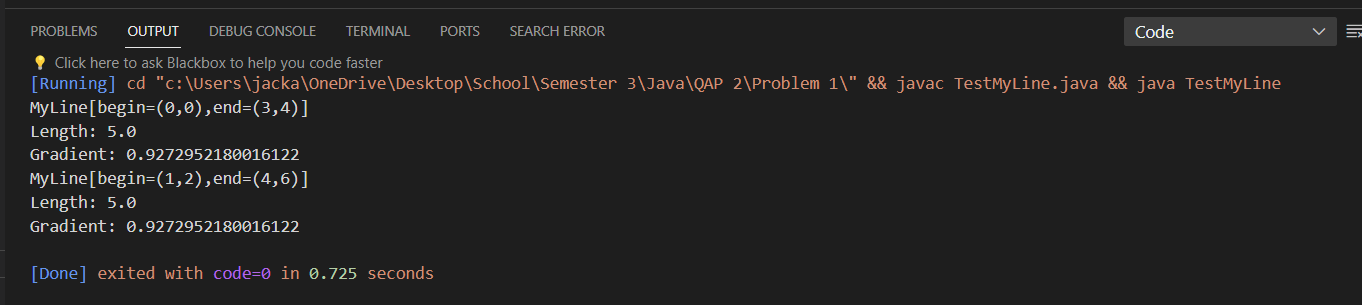 PROBLEMS OUTPUT DEBUG CONSOLE TERMINAL PORTS SEARCH ERROR Code
Click here to ask Blackbox to help you code faster
[Running] cd "c:\Users\jacka\OneDrive\Desktop\School\Semester 3\Java\QAP 2\Problem 1\" && javac TestMyLine.java && java TestMyLine
MyLine[begin=(0,0),end=(3,4)]
Length: 5.0
Gradient: 0.9272952180016122
MyLine[begin=(1,2),end=(4,6)]
Length: 5.0
Gradient: 0.9272952180016122
[Done] exited with code=0 in 0.725 seconds